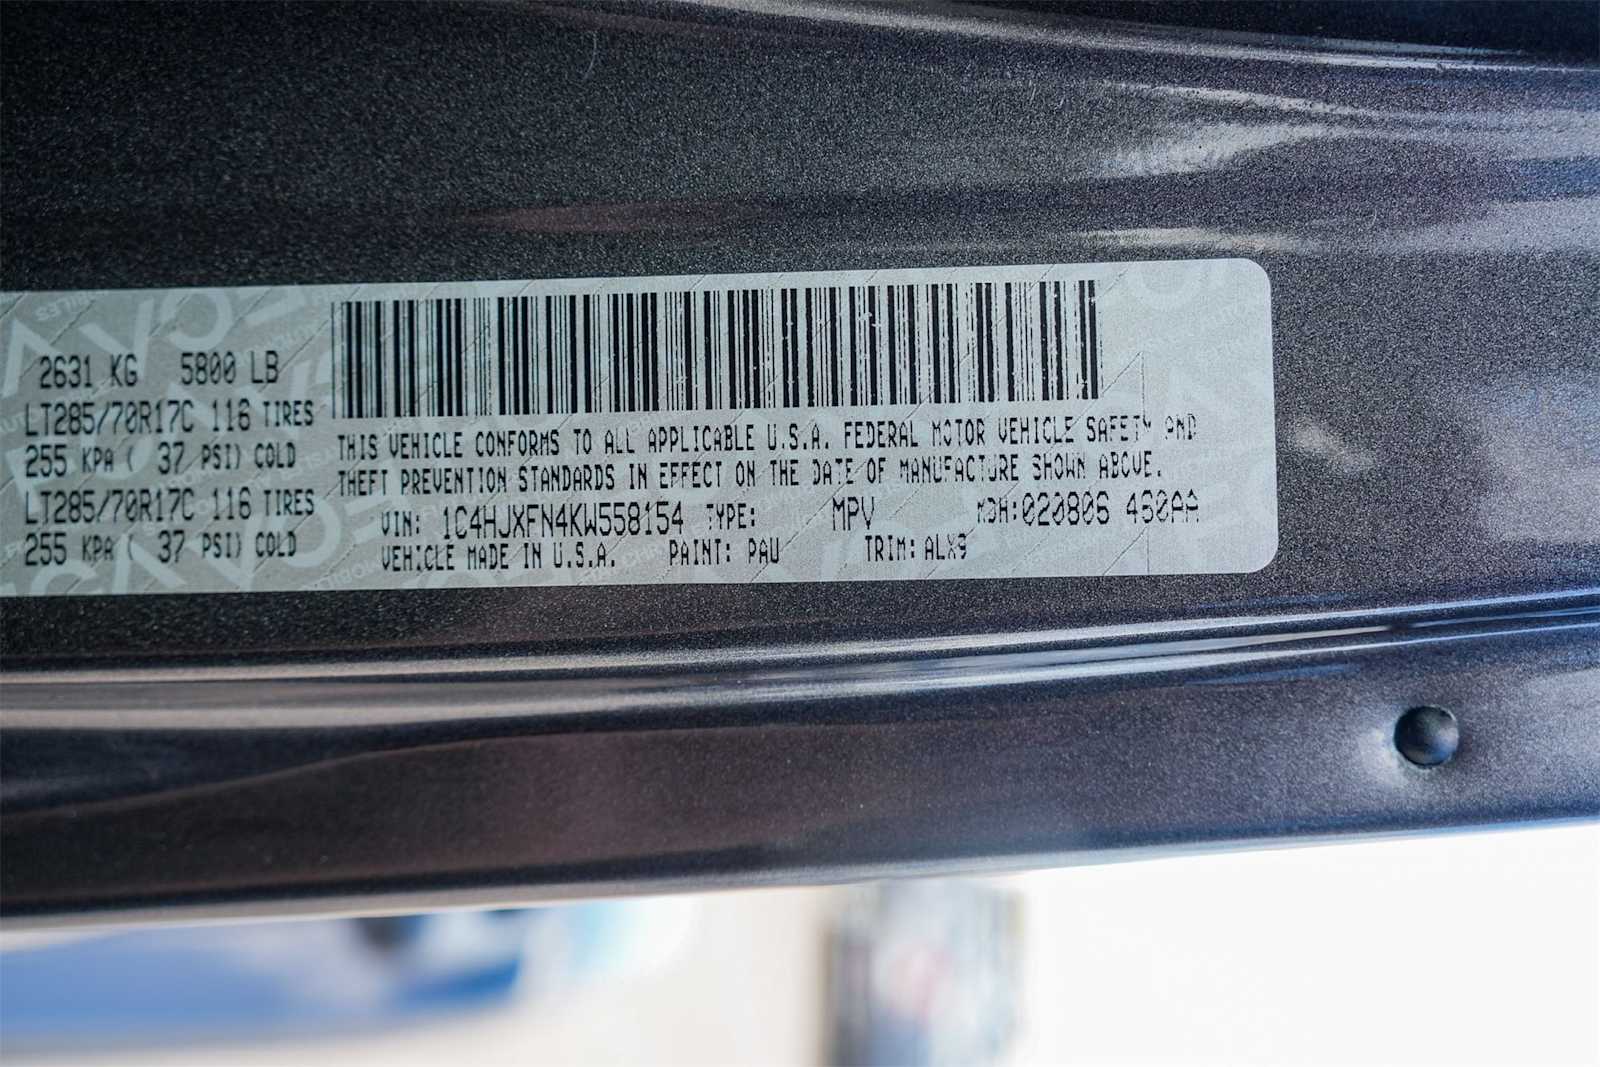 2631 KG 5800 LB
LT285/70R17C 116 TIRES
255 KPA ( 37 PSI) COLD
LT285/70R17C 116 TIRES
255 KPA ( 37 PSI) COLD
THIS VEHICLE CONFORMS TO ALL APPLICABLE U.S.A. FEDERAL MOTOR VEHICLE SAFETY AND
THEFT PREVENTION STANDARDS IN EFFECT ON THE DATE OF MANUFACTURE SHOWN ABOVE.
VIN: 1C4HJXFN4KW558154 TYPE: MPV MDH:020806 460AA
VEHICLE MADE IN U.S.A. PAINT: PAU TRIM: ALX9